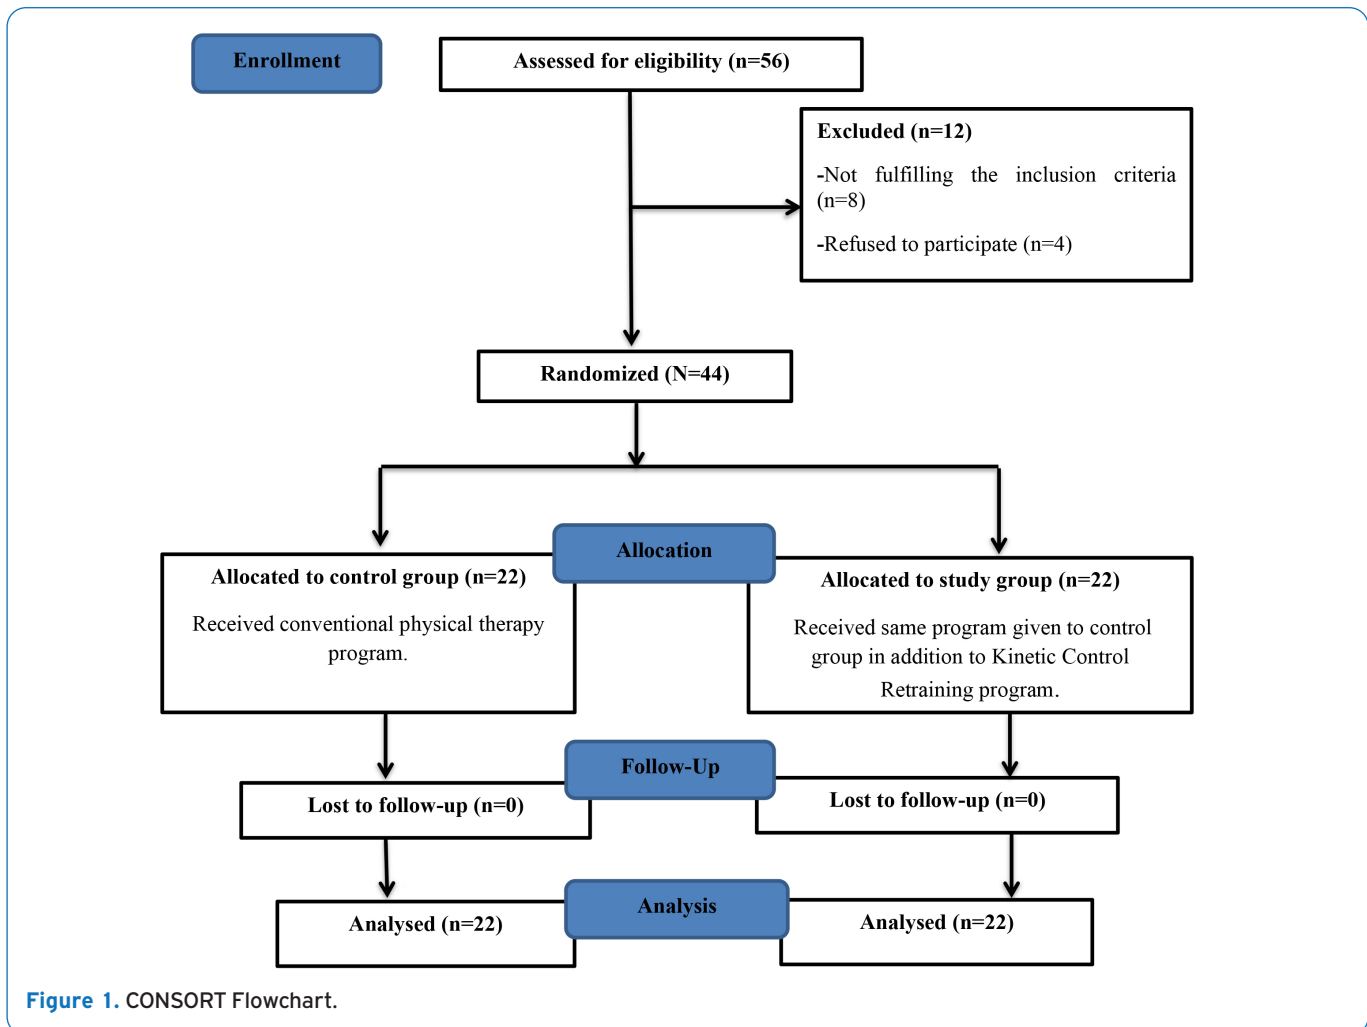 Enrollment
Assessed for eligibility (n=56)
Excluded (n=12)
-Not fulfilling the inclusion criteria
(n=8)
-Refused to participate (n=4)
Randomized (N=44)
Allocation
Allocated to control group (n=22)
Received conventional physical therapy
program.
Allocated to study group (n=22)
Received same program given to control
group in addition to Kinetic Control
Retraining program.
Follow-Up
Lost to follow-up (n=0)
Lost to follow-up (n=0)
Analysis
Analysed (n=22)
Analysed (n=22)
Figure 1. CONSORT Flowchart.